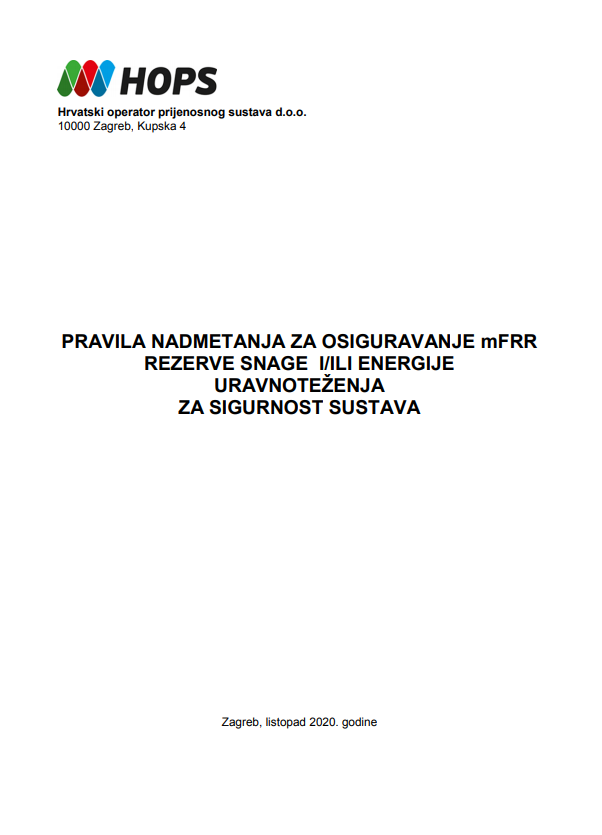 HOPS
Hrvatski operator prijenosnog sustava d.o.o.
10000 Zagreb, Kupska 4
PRAVILA NADMETANJA ZA OSIGURAVANJE mFRR
REZERVE SNAGE I/ILI ENERGIJE
URAVNOTEŽENJA
ZA SIGURNOST SUSTAVA
Zagreb, listopad 2020. godine